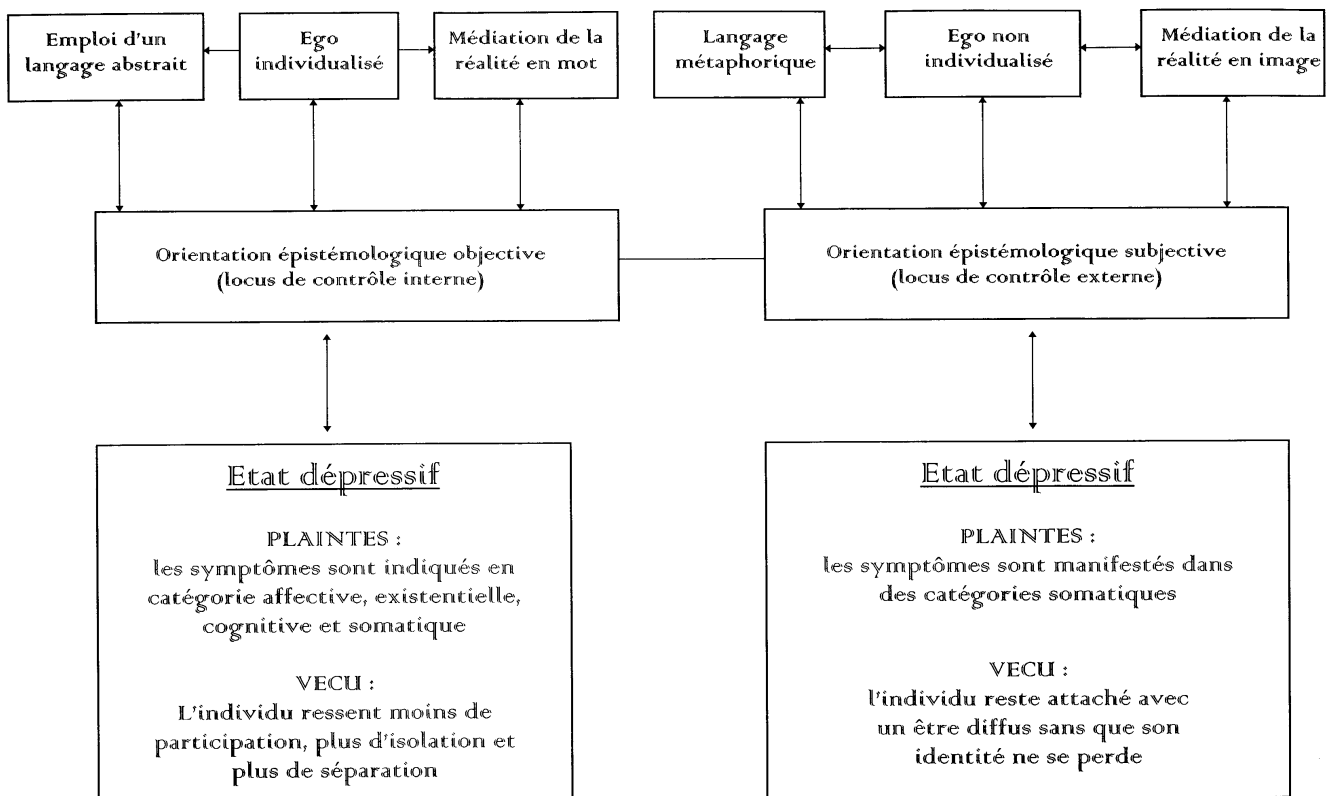 Emploi d'un
langage abstrait
Ego
individualisé
Médiation de la
réalité en mot
Langage
métaphorique
Ego non
individualisé
Médiation de la
réalité en image
Orientation épistémologique objective
(locus de contrôle interne)
Orientation épistémologique subjective
(locus de contrôle externe)
Etat dépressif
PLAINTES :
les symptômes sont indiqués en
catégorie affective, existentielle,
cognitive et somatique
VECU :
L'individu ressent moins de
participation, plus d'isolation et
plus de séparation
Etat dépressif
PLAINTES :
les symptômes sont manifestés dans
des catégories somatiques
VECU :
l'individu reste attaché avec
un être diffus sans que son
identité ne se perde